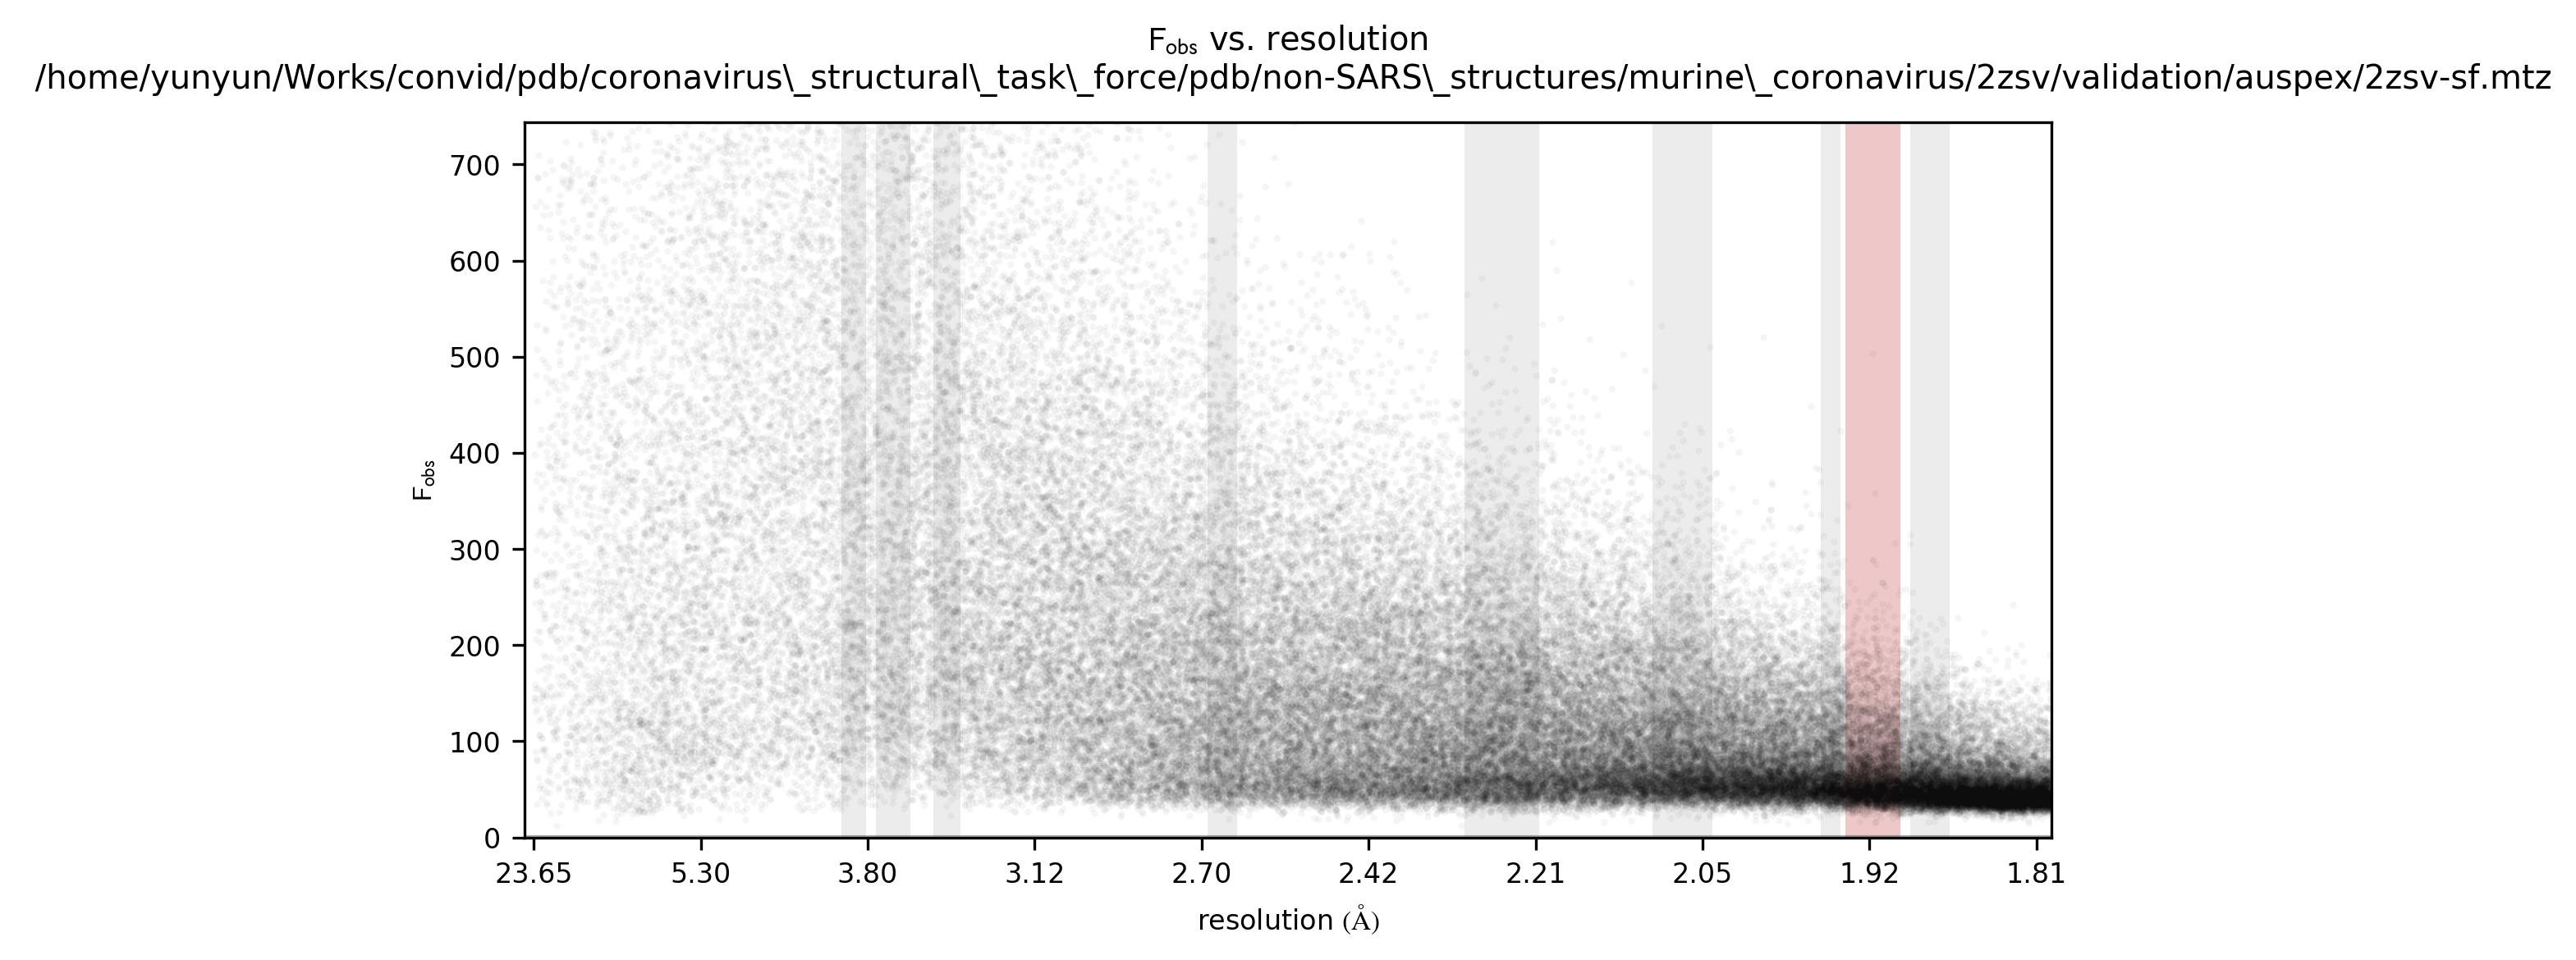 Fobs vs. resolution
/home/yunyun/Works/convid/pdb/coronavirus\_structural\_task\_force/pdb/non-SARS\_structures/murine\_coronavirus/2zsv/validation/auspex/2zsv-sf.mtz
700
600
500
400
300
200
100
0
Fobs
23.65 5.30 3.80 3.12 2.70 2.42 2.21 2.05 1.92 1.81
resolution (Å)